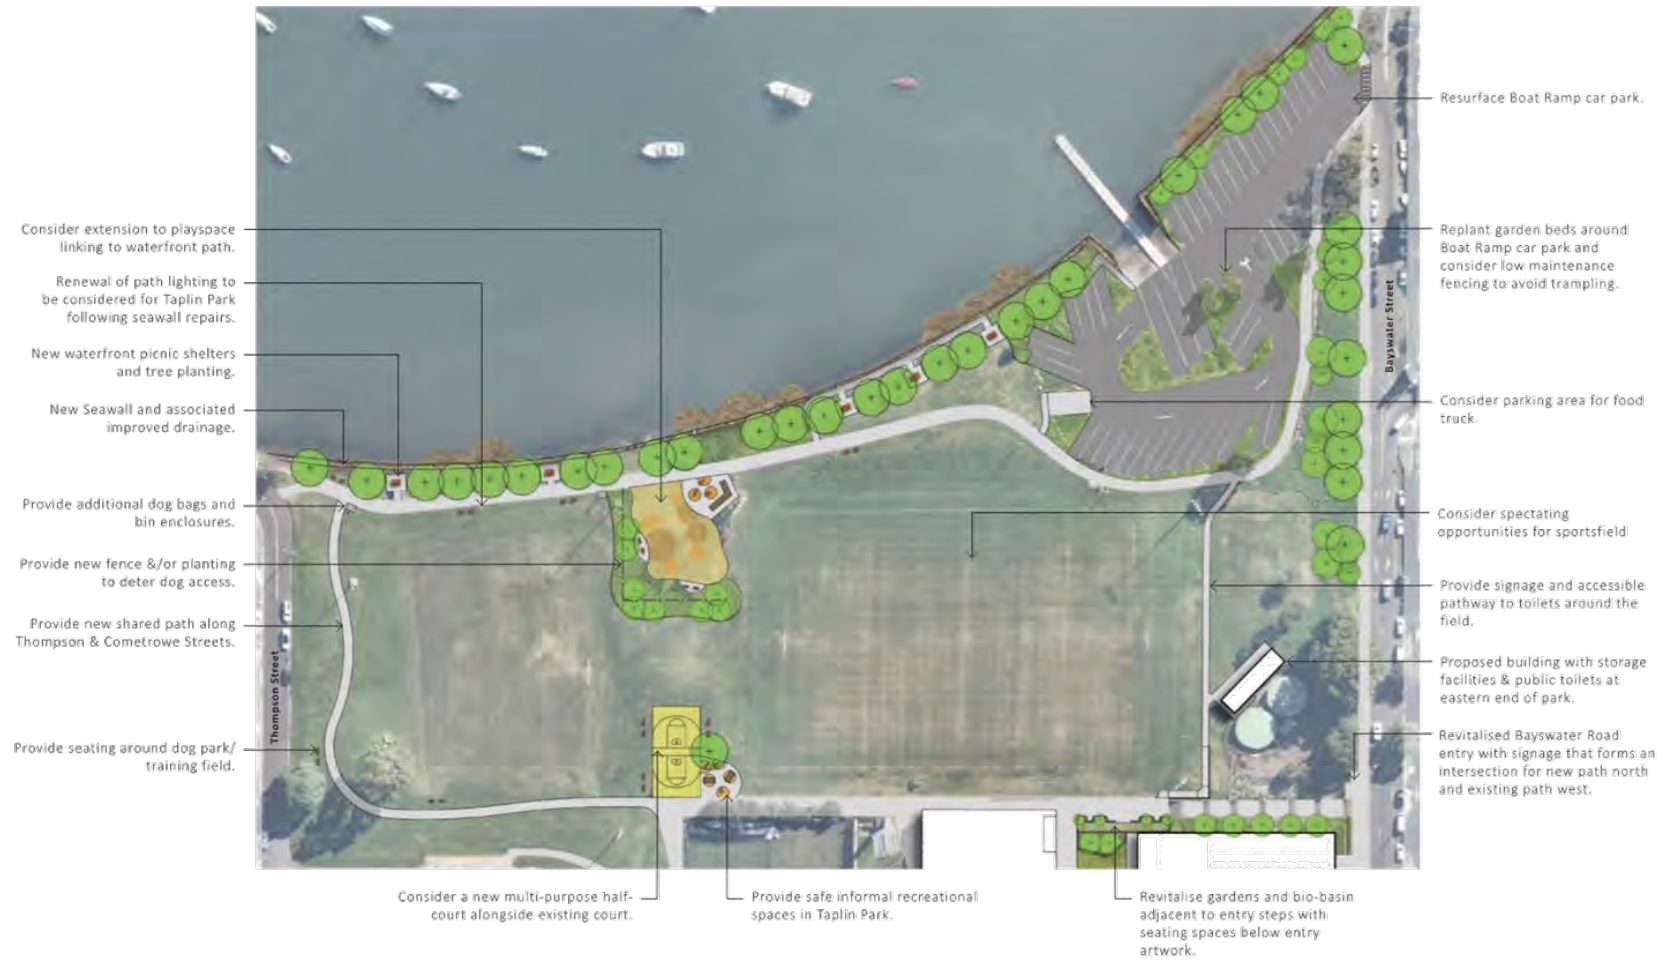 Consider extension to playspace
linking to waterfront path.
Renewal of path lighting to
be considered for Taplin Park
following seawall repairs.
New waterfront picnic shelters
and tree planting.
New Seawall and associated
improved drainage.
Provide additional dog bags and
bin enclosures.
Provide new fence &/or planting
to deter dog access.
Provide new shared path along
Thompson & Cometrowe Streets.
Provide seating around dog park/
training field.
Thompson Street
Bayswater Street
Resurface Boat Ramp car park.
Replant garden beds around
Boat Ramp car park and
consider low maintenance
fencing to avoid trampling.
Consider parking area for food
truck.
Consider spectating
opportunities for sportsfield
Provide signage and accessible
pathway to toilets around the
field.
Proposed building with storage
facilities & public toilets at
eastern end of park.
Revitalised Bayswater Road
entry with signage that forms an
intersection for new path north
and existing path west.
Consider a new multi-purpose half-
court alongside existing court.
Provide safe informal recreational
spaces in Taplin Park.
Revitalise gardens and bio-basin
adjacent to entry steps with
seating spaces below entry
artwork.